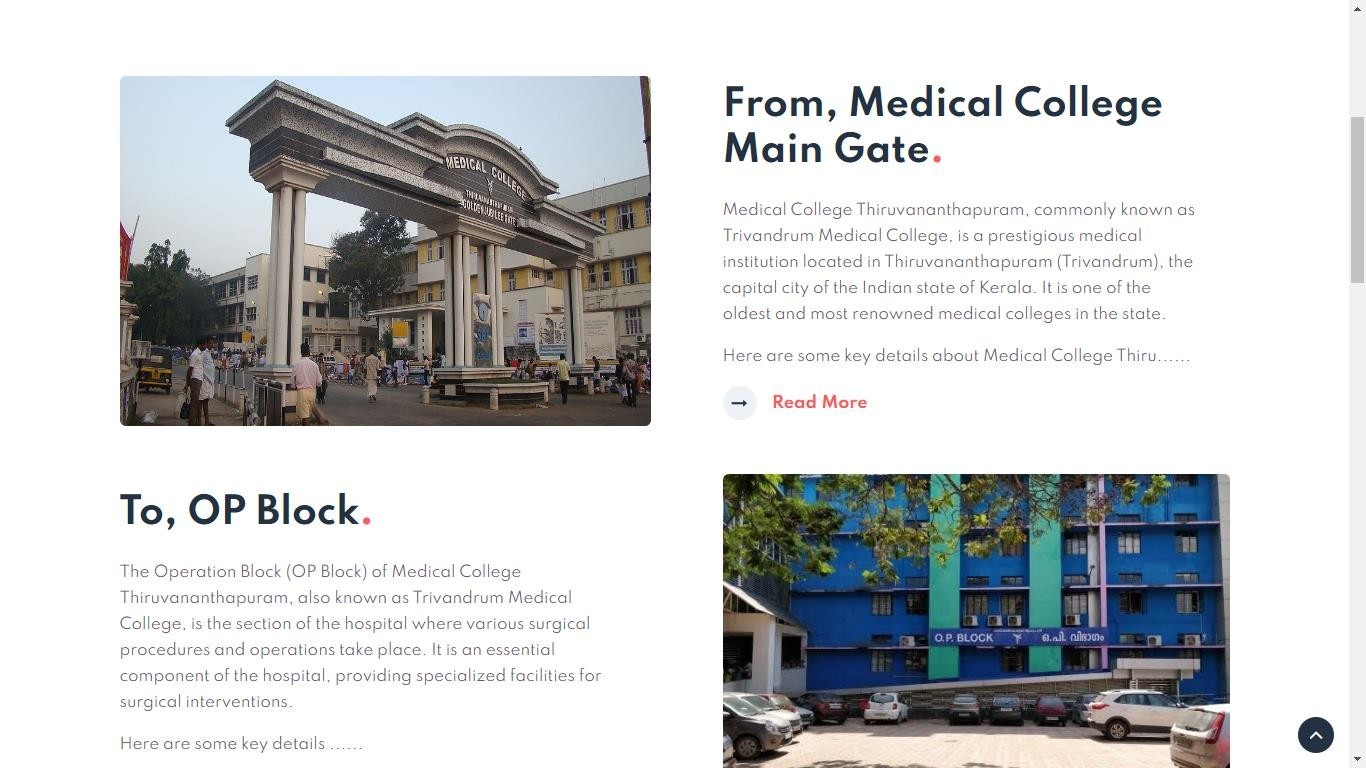 MEDICAL COLLEGE
THIRUVANANTHAPURAM
GOLDEN JUBILEE GATE
From, Medical College
Main Gate.
Medical College Thiruvananthapuram, commonly known as
Trivandrum Medical College, is a prestigious medical
institution located in Thiruvananthapuram (Trivandrum), the
capital city of the Indian state of Kerala. It is one of the
oldest and most renowned medical colleges in the state.
Here are some key details about Medical College Thiru......
Read More
To, OP Block.
The Operation Block (OP Block) of Medical College
Thiruvananthapuram, also known as Trivandrum Medical
College, is the section of the hospital where various surgical
procedures and operations take place. It is an essential
component of the hospital, providing specialized facilities for
surgical interventions.
Here are some key details ......
O.P. BLOCK ഒ.പി. വിഭാഗം